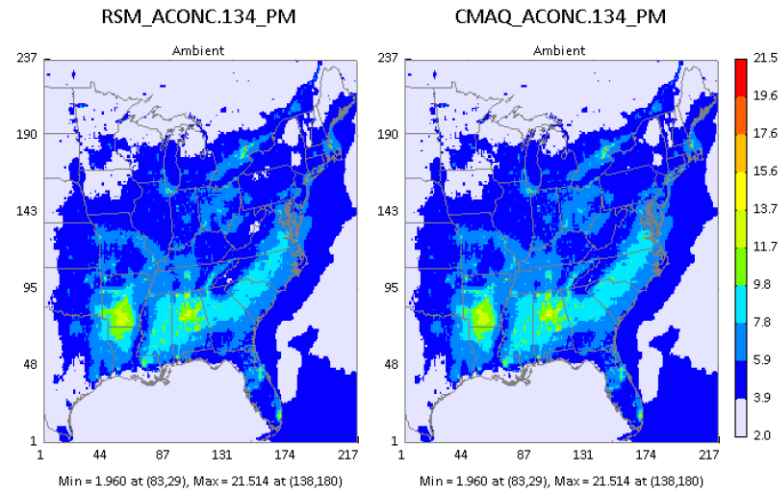 RSM_ACONC.134_PM CMAQ_ACONC.134_PM
Ambient Ambient
237 237 21.5
19.6
190 190 17.6
15.6
143 143 13.7
11.7
95 95 9.8
7.8
48 48 5.9
3.9
1 1 2.0
1 44 87 131 174 217 1 44 87 131 174 217
Min = 1.960 at (83,29), Max = 21.514 at (138,180) Min = 1.960 at (83,29), Max = 21.514 at (138,180)